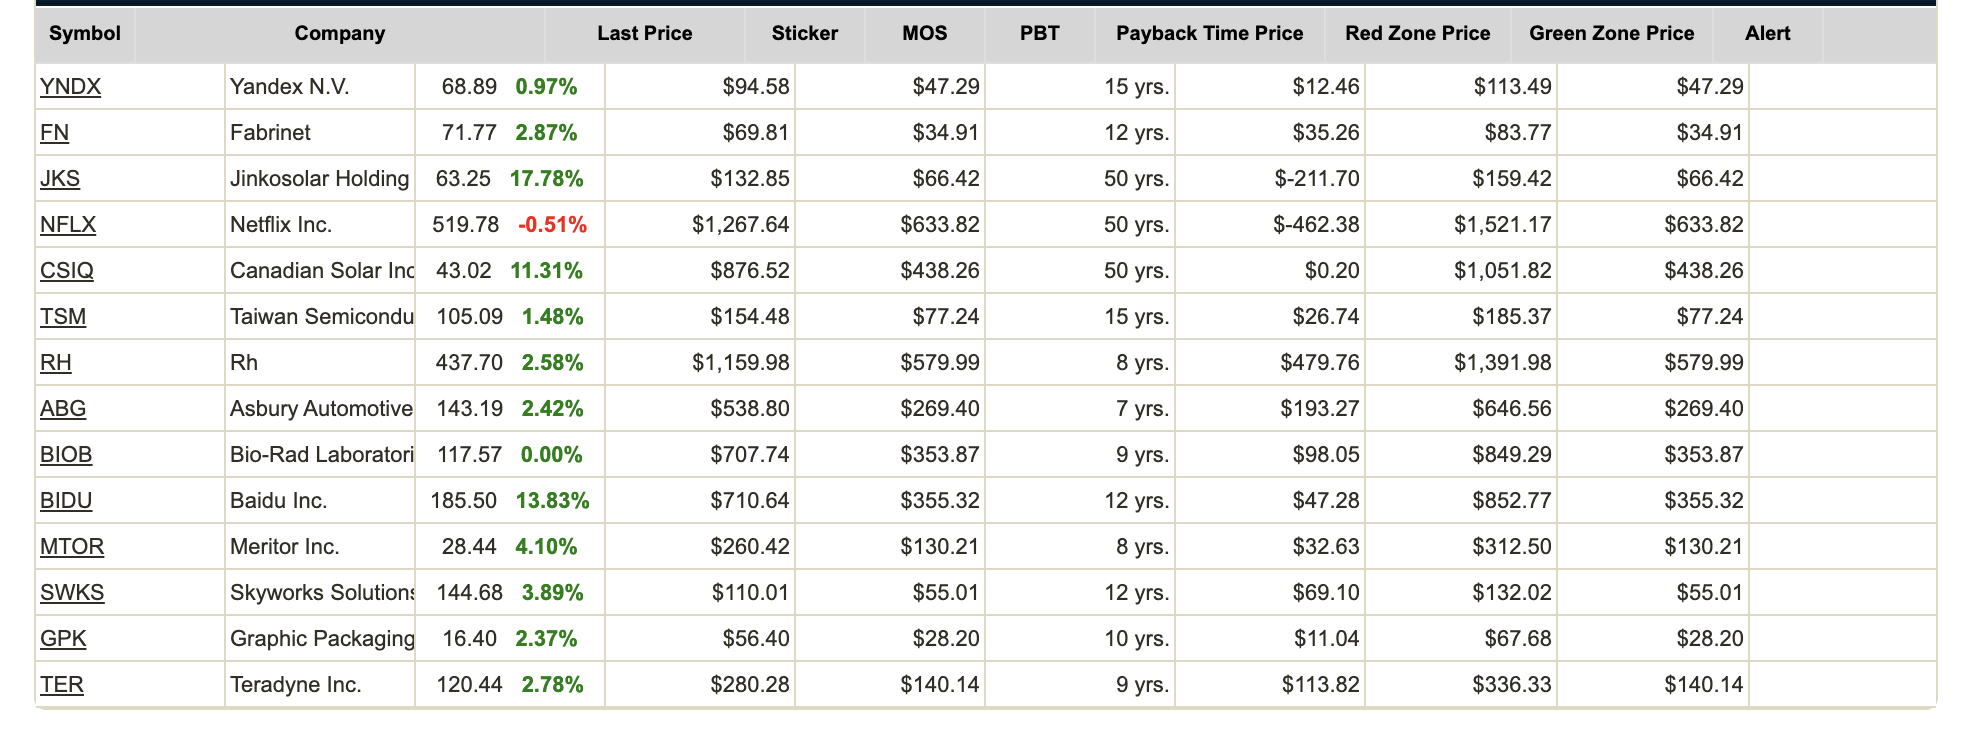 Symbol Company Last Price Sticker MOS PBT Payback Time Price Red Zone Price Green Zone Price Alert
YNDX Yandex N.V. 68.89 0.97% $94.58 $47.29 15 yrs. $12.46 $113.49 $47.29
FN Fabrinet 71.77 2.87% $69.81 $34.91 12 yrs. $35.26 $83.77 $34.91
JKS Jinkosolar Holding 63.25 17.78% $132.85 $66.42 50 yrs. $-211.70 $159.42 $66.42
NFLX Netflix Inc. 519.78 -0.51% $1,267.64 $633.82 50 yrs. $-462.38 $1,521.17 $633.82
CSIQ Canadian Solar Inc 43.02 11.31% $876.52 $438.26 50 yrs. $0.20 $1,051.82 $438.26
TSM Taiwan Semicondu 105.09 1.48% $154.48 $77.24 15 yrs. $26.74 $185.37 $77.24
RH Rh 437.70 2.58% $1,159.98 $579.99 8 yrs. $479.76 $1,391.98 $579.99
ABG Asbury Automotive 143.19 2.42% $538.80 $269.40 7 yrs. $193.27 $646.56 $269.40
BIOB Bio-Rad Laboratori 117.57 0.00% $707.74 $353.87 9 yrs. $98.05 $849.29 $353.87
BIDU Baidu Inc. 185.50 13.83% $710.64 $355.32 12 yrs. $47.28 $852.77 $355.32
MTOR Meritor Inc. 28.44 4.10% $260.42 $130.21 8 yrs. $32.63 $312.50 $130.21
SWKS Skyworks Solutions 144.68 3.89% $110.01 $55.01 12 yrs. $69.10 $132.02 $55.01
GPK Graphic Packaging 16.40 2.37% $56.40 $28.20 10 yrs. $11.04 $67.68 $28.20
TER Teradyne Inc. 120.44 2.78% $280.28 $140.14 9 yrs. $113.82 $336.33 $140.14